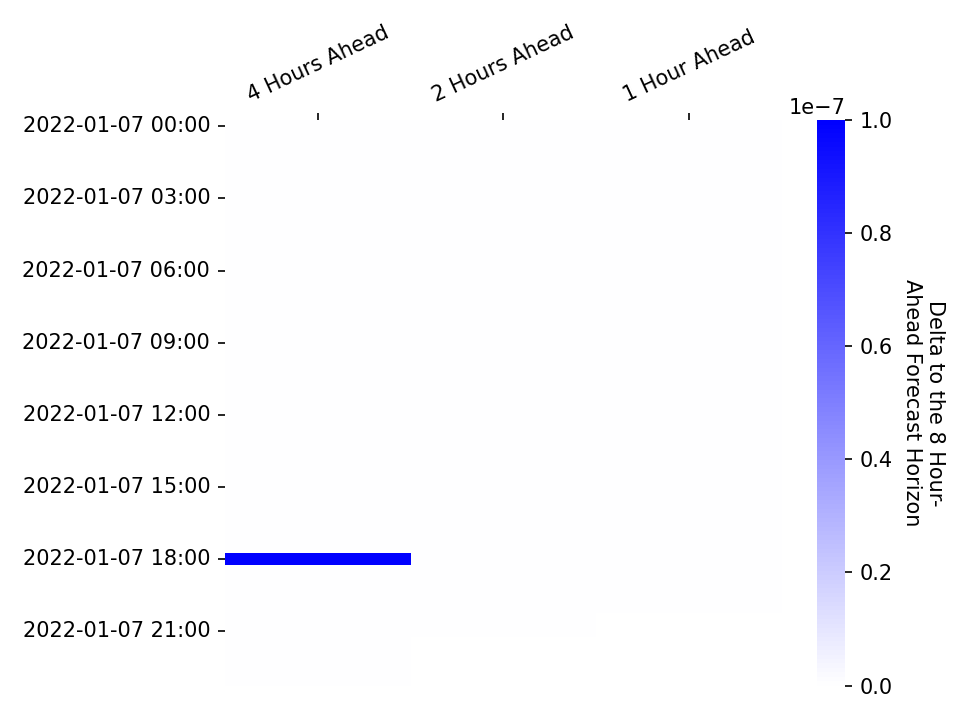 4 Hours Ahead
2 Hours Ahead
1 Hour Ahead
1e−7
2022-01-07 00:00
2022-01-07 03:00
2022-01-07 06:00
2022-01-07 09:00
2022-01-07 12:00
2022-01-07 15:00
2022-01-07 18:00
2022-01-07 21:00
1.0
0.8
0.6
0.4
0.2
0.0
Delta to the 8 Hour-
Ahead Forecast Horizon